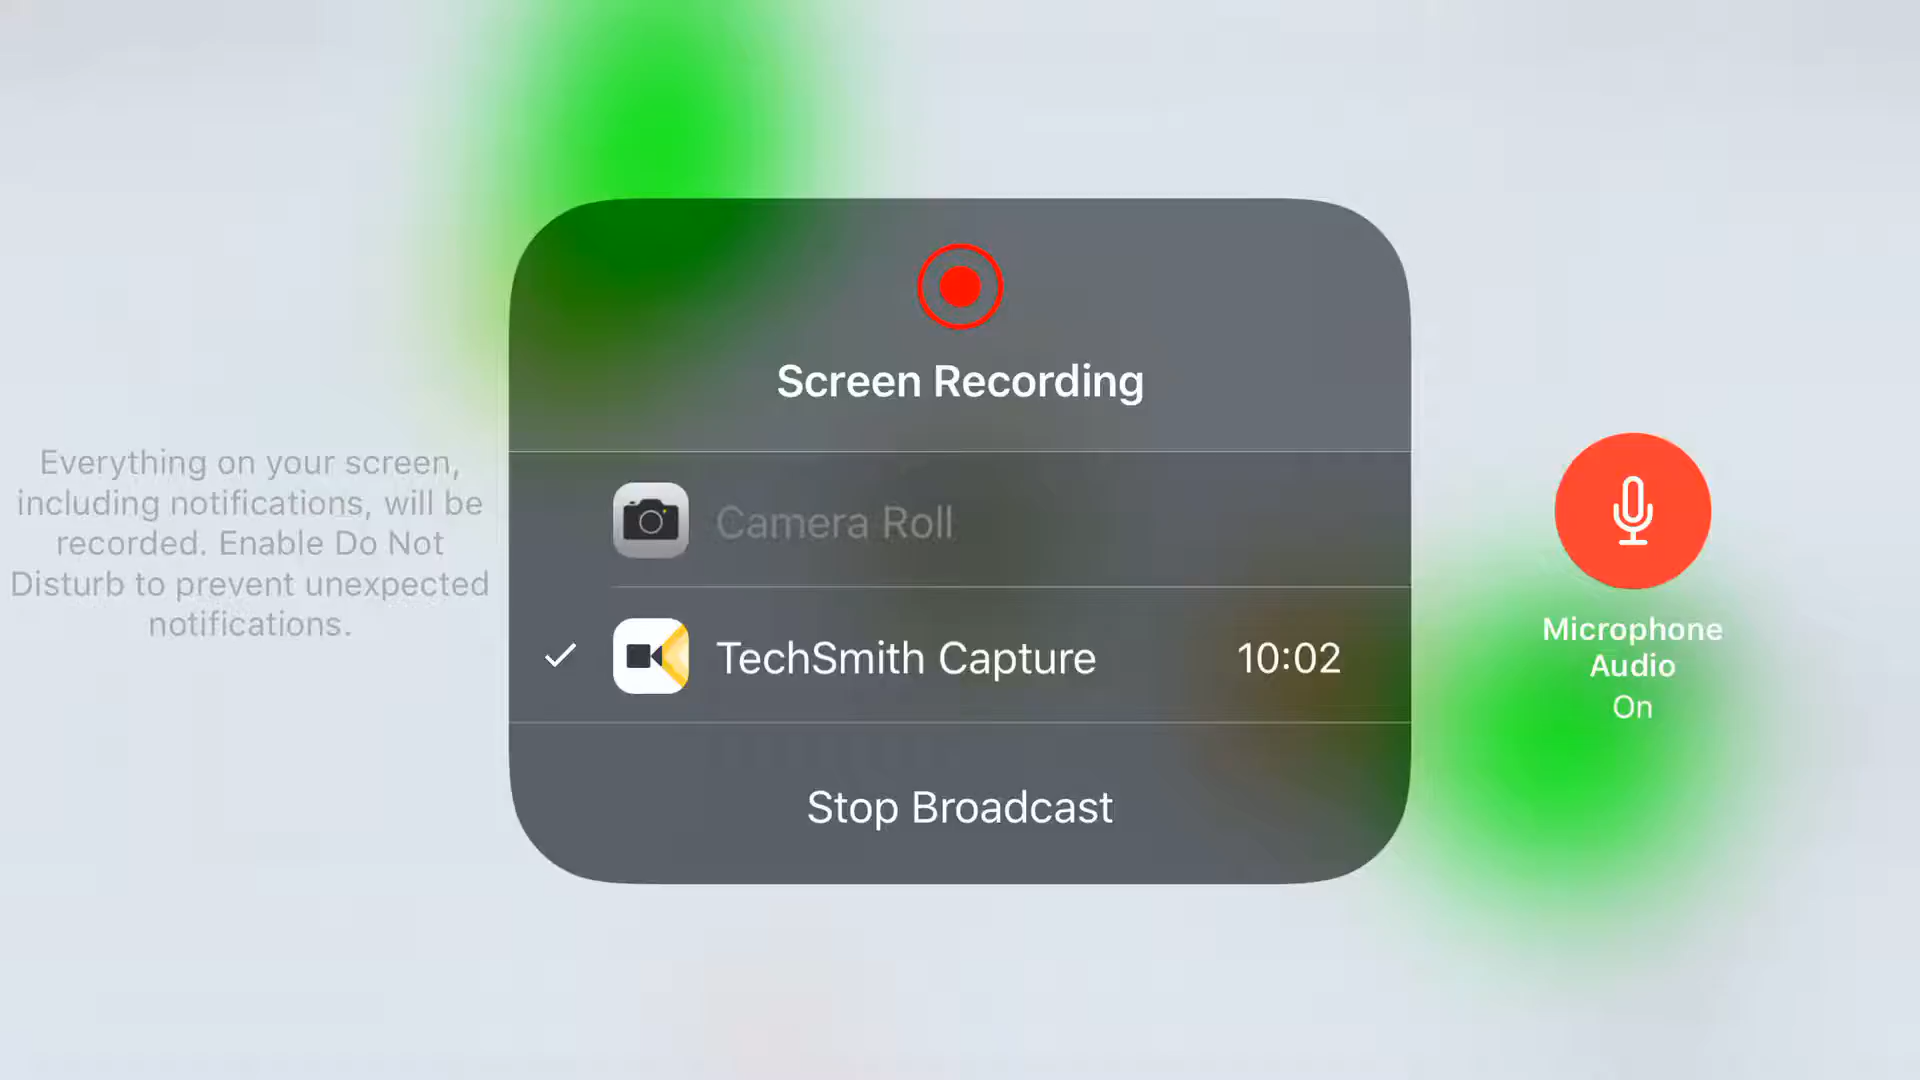 Screen Recording
Everything on your screen,
including notifications, will be
recorded. Enable Do Not
Disturb to prevent unexpected
notifications.
Camera Roll
TechSmith Capture 10:02
Stop Broadcast
Microphone
Audio
On